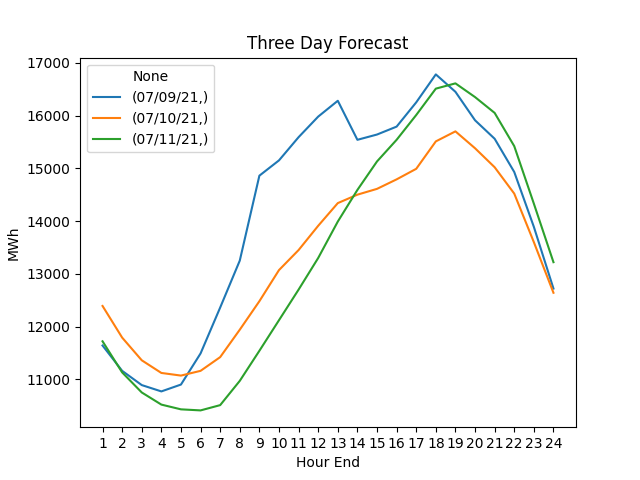 Three Day Forecast
None
(07/09/21,)
(07/10/21,)
(07/11/21,)
17000
16000
15000
14000
13000
12000
11000
MWh
1 2 3 4 5 6 7 8 9 10 11 12 13 14 15 16 17 18 19 20 21 22 23 24
Hour End